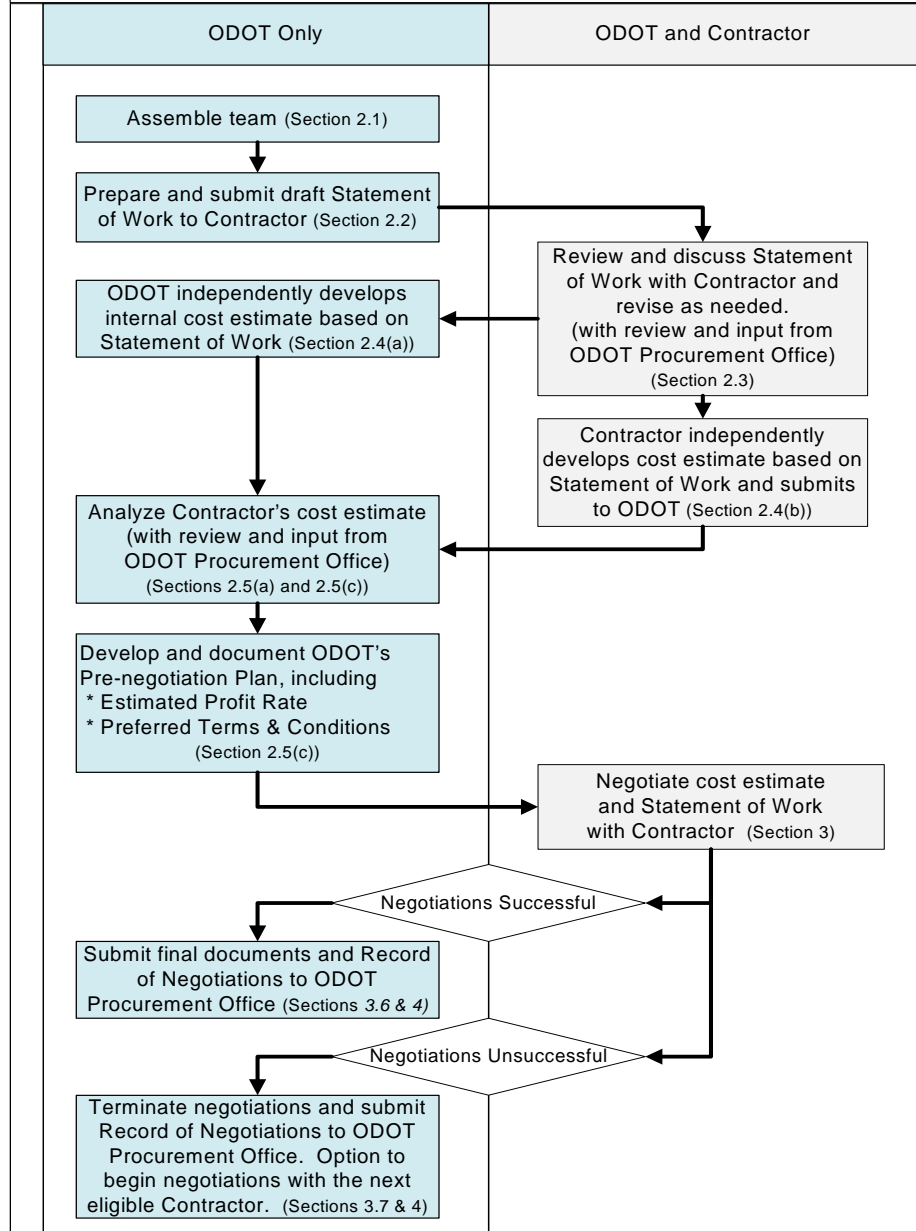 ODOT Only
ODOT and Contractor
Assemble team (Section 2.1)
Prepare and submit draft Statement
of Work to Contractor (Section 2.2)
Review and discuss Statement
of Work with Contractor and
revise as needed.
(with review and input from
ODOT Procurement Office)
(Section 2.3)
ODOT independently develops
internal cost estimate based on
Statement of Work (Section 2.4(a))
Contractor independently
develops cost estimate based on
Statement of Work and submits
to ODOT (Section 2.4(b))
Analyze Contractor's cost estimate
(with review and input from
ODOT Procurement Office)
(Sections 2.5(a) and 2.5(c))
Develop and document ODOT's
Pre-negotiation Plan, including
* Estimated Profit Rate
* Preferred Terms & Conditions
(Section 2.5(c))
Negotiate cost estimate
and Statement of Work
with Contractor (Section 3)
Negotiations Successful
Submit final documents and Record
of Negotiations to ODOT
Procurement Office (Sections 3.6 & 4)
Negotiations Unsuccessful
Terminate negotiations and submit
Record of Negotiations to ODOT
Procurement Office. Option to
begin negotiations with the next
eligible Contractor. (Sections 3.7 & 4)